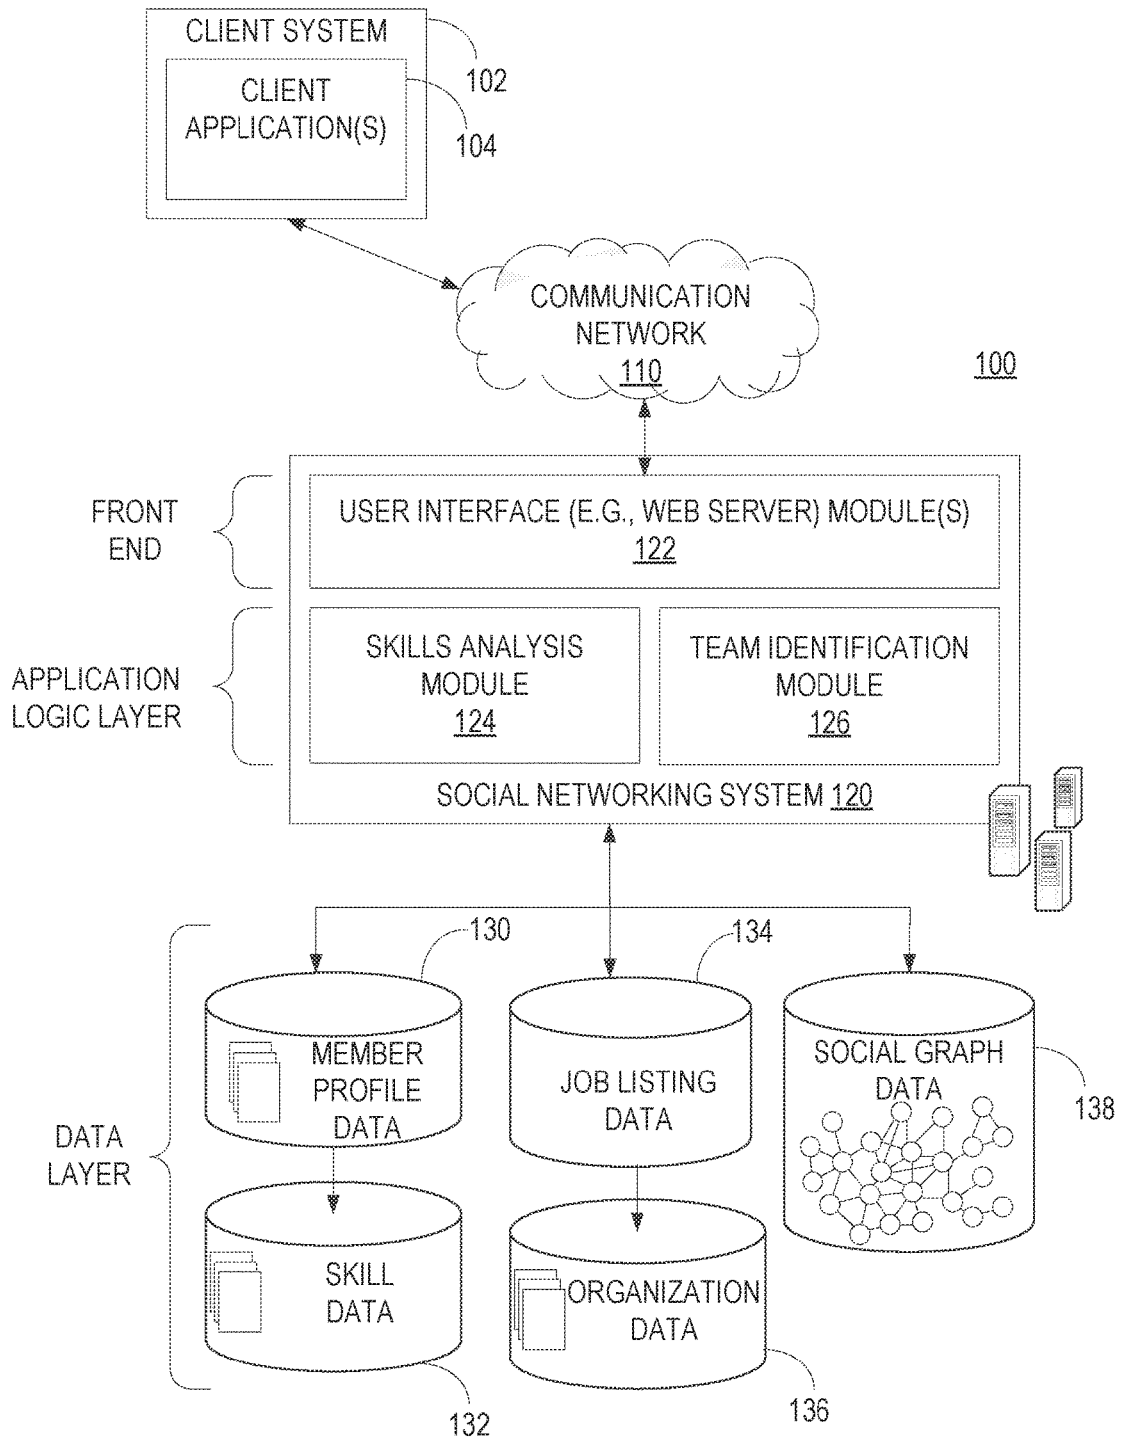 CLIENT SYSTEM
102
CLIENT
APPLICATION(S)
104
COMMUNICATION
NETWORK
110
100
FRONT
END
USER INTERFACE (E.G., WEB SERVER) MODULE(S)
122
APPLICATION
LOGIC LAYER
SKILLS ANALYSIS
MODULE
124
TEAM IDENTIFICATION
MODULE
126
SOCIAL NETWORKING SYSTEM 120
130
134
MEMBER
PROFILE
DATA
JOB LISTING
DATA
SOCIAL GRAPH
DATA
138
DATA
LAYER
SKILL
DATA
ORGANIZATION
DATA
132
136